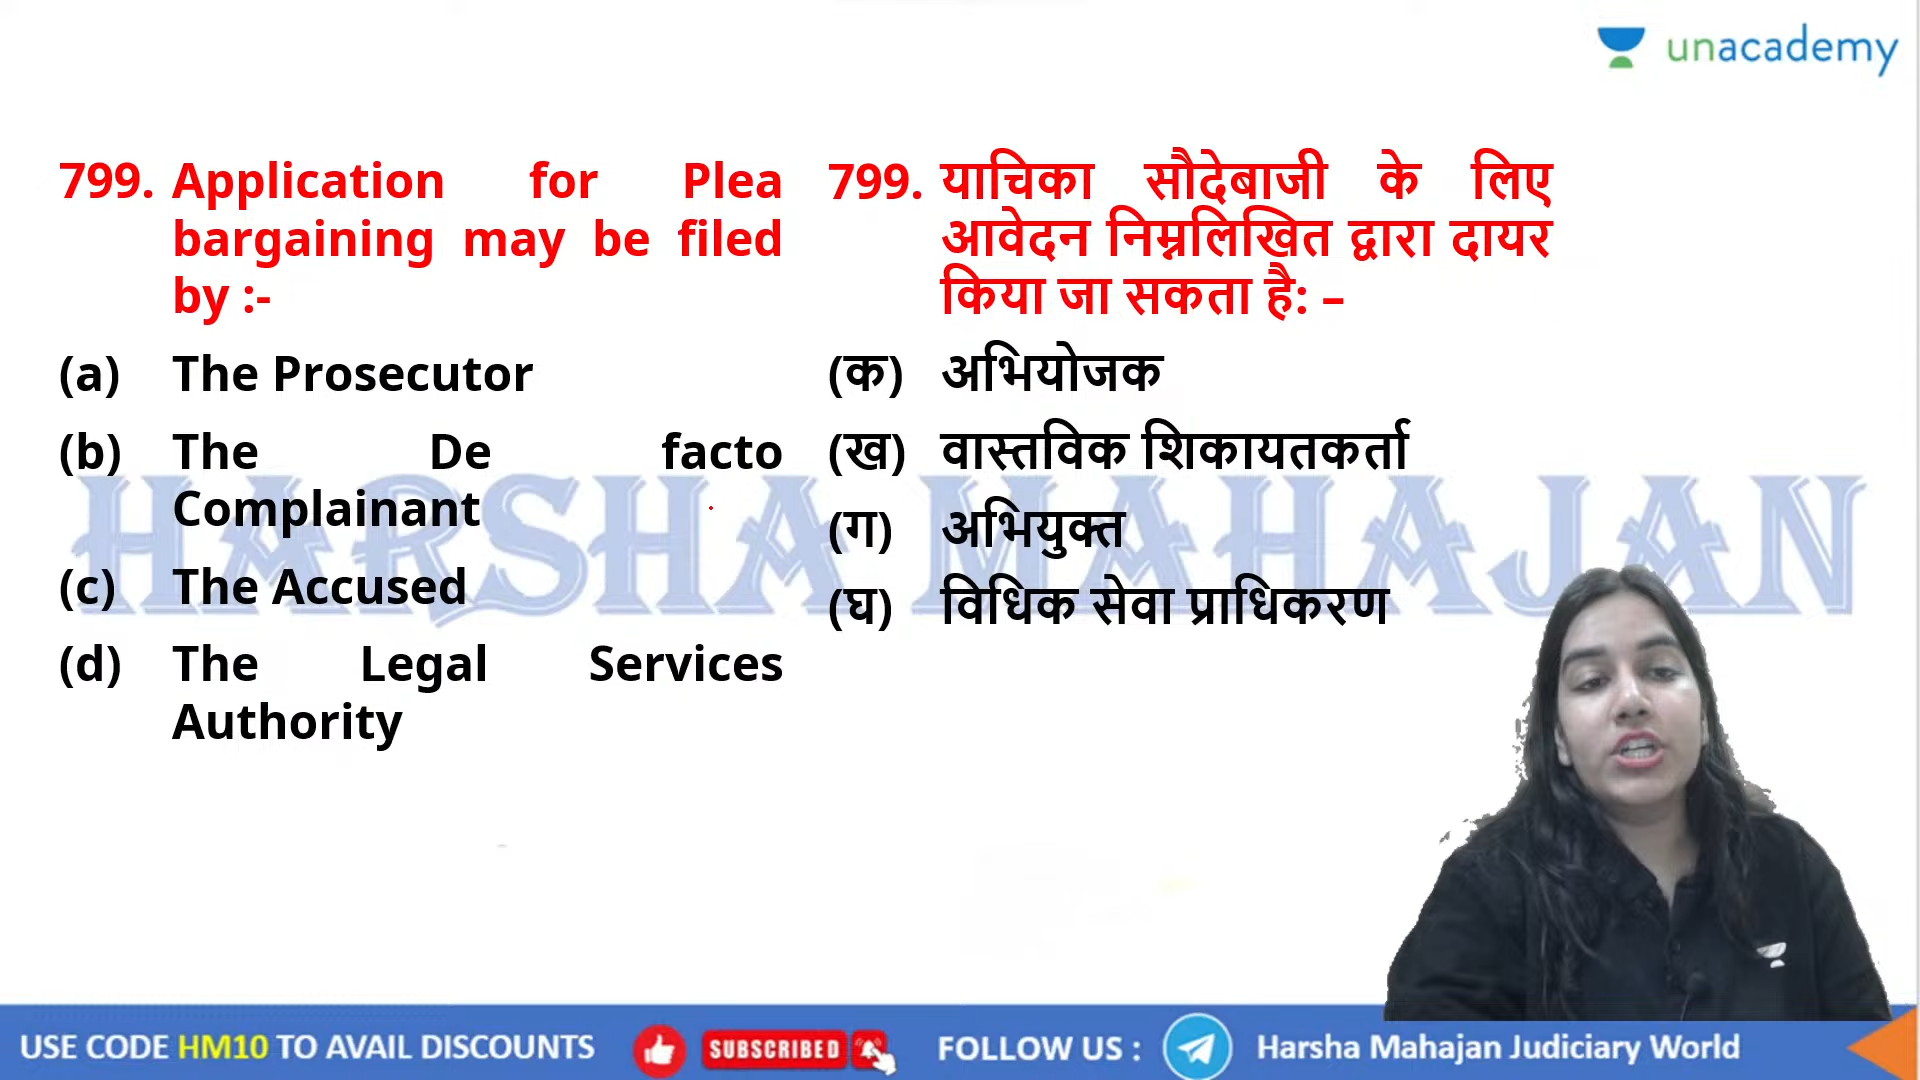 unacademy
799. Application for Plea
bargaining may be filed
by :-
(a) The Prosecutor
(b) The De facto
Complainant
(c) The Accused
(d) The Legal Services
Authority
799. याचिका सौदेबाजी के लिए
आवेदन निम्नलिखित द्वारा दायर
किया जा सकता है: –
(क) अभियोजक
(ख) वास्तविक शिकायतकर्ता
(ग) अभियुक्त
(घ) विधिक सेवा प्राधिकरण
HARSHA MAHAJAN
USE CODE HM10 TO AVAIL DISCOUNTS
SUBSCRIBED
FOLLOW US :
Harsha Mahajan Judiciary World